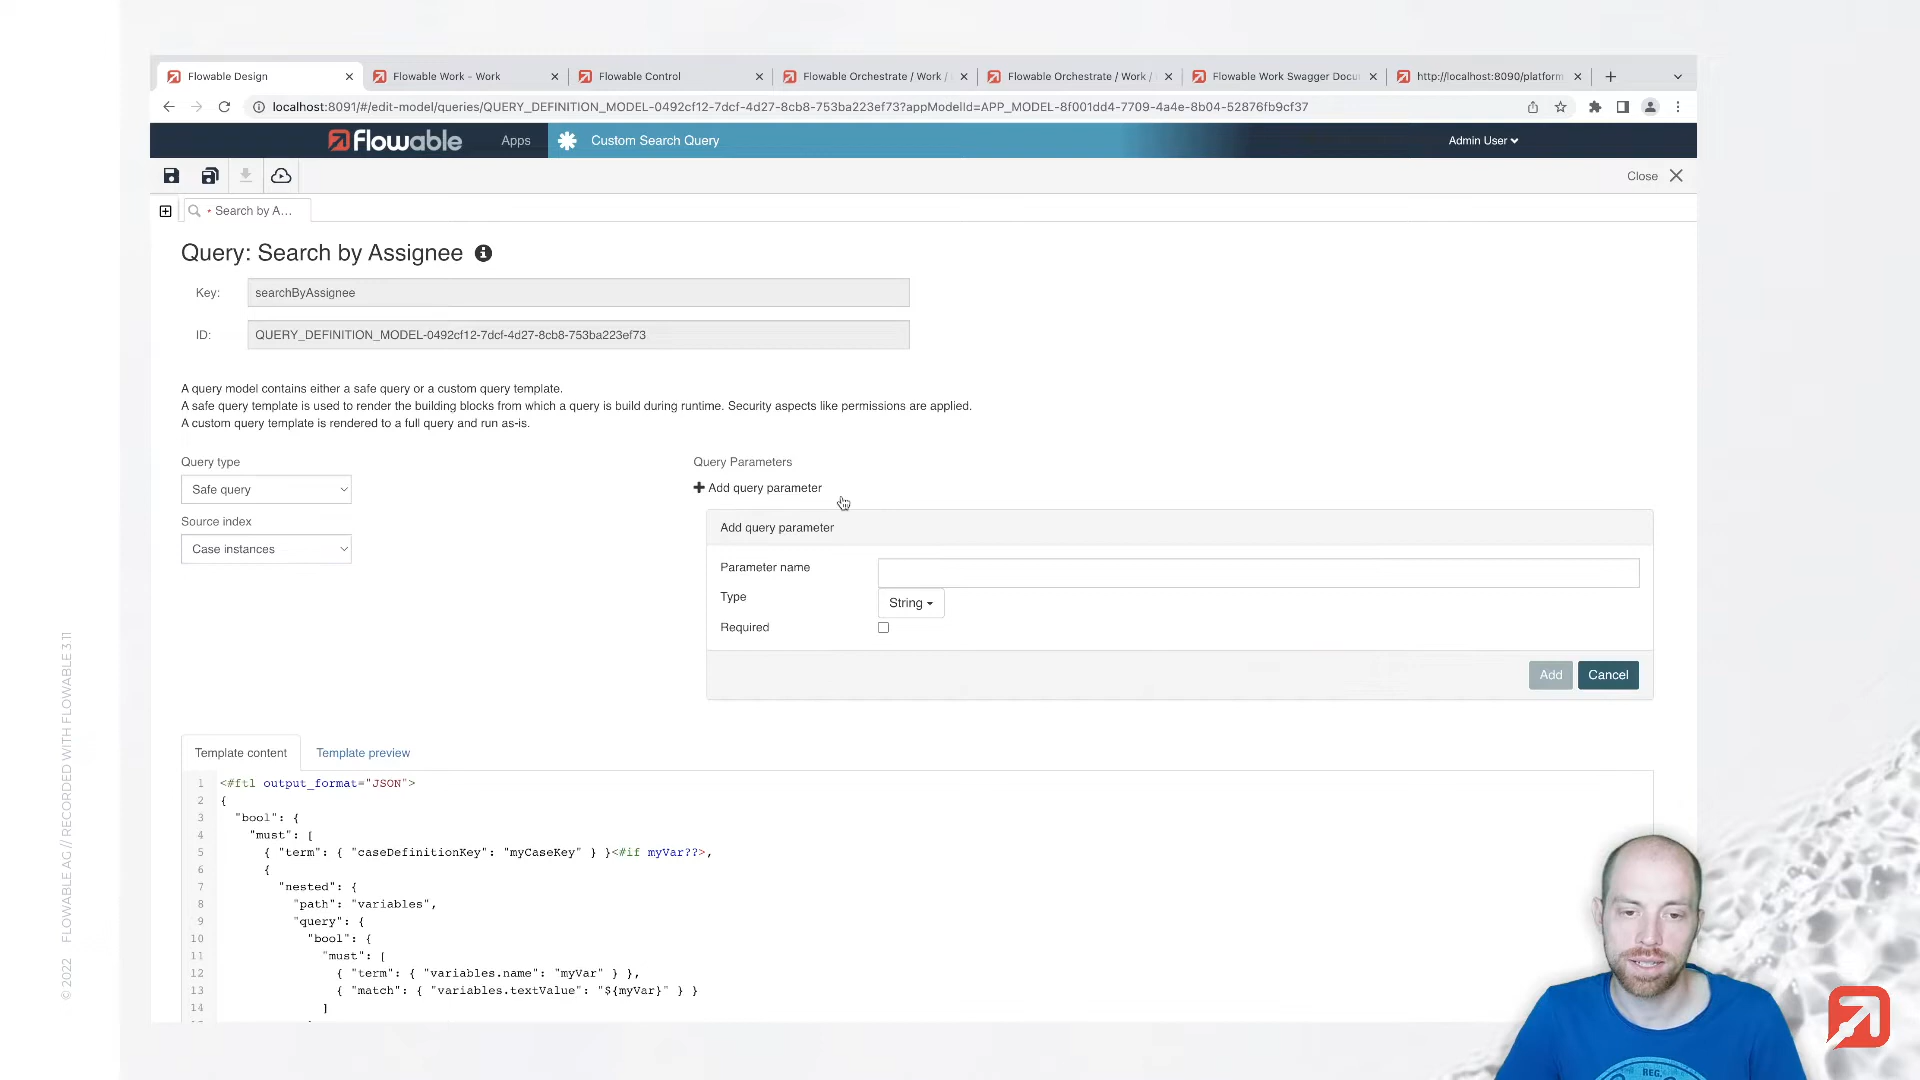 Flowable Design
Flowable Work - Work
Flowable Control
Flowable Orchestrate / Work /
Flowable Orchestrate / Work /
Flowable Work Swagger Docu
http://localhost:8090/platform
localhost:8091/#/edit-model/queries/QUERY_DEFINITION_MODEL-0492cf12-7dcf-4d27-8cb8-753ba223ef73?appModelId=APP_MODEL-8f001dd4-7709-4a4e-8b04-52876fb9cf37
Flowable
Apps
Custom Search Query
Admin User
Close
* Search by A...
Query: Search by Assignee
Key:
searchByAssignee
ID:
QUERY_DEFINITION_MODEL-0492cf12-7dcf-4d27-8cb8-753ba223ef73
A query model contains either a safe query or a custom query template.
A safe query template is used to render the building blocks from which a query is build during runtime. Security aspects like permissions are applied.
A custom query template is rendered to a full query and run as-is.
Query type
Safe query
Source index
Case instances
Query Parameters
Add query parameter
Add query parameter
Parameter name
Type
String
Required
Add
Cancel
Template content
Template preview
1 <#ftl output_format="JSON">
2 {
3 "bool": {
4 "must": [
5 { "term": { "caseDefinitionKey": "myCaseKey" } }<#if myVar??>,
6 {
7 "nested": {
8 "path": "variables",
9 "query": {
10 "bool": {
11 "must": [
12 { "term": { "variables.name": "myVar" } },
13 { "match": { "variables.textValue": "${myVar}" } }
14 ]
© 2022 FLOWABLE AG // RECORDED WITH FLOWABLE 3.11
REG.